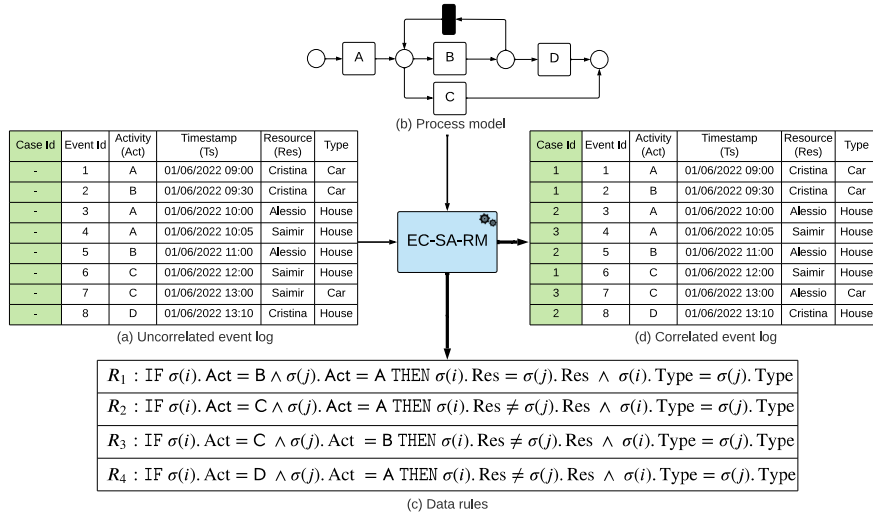 A
B
D
C
(b) Process model
Case Id Event Id Activity (Act) Timestamp (Ts) Resource (Res) Type
- 1 A 01/06/2022 09:00 Cristina Car
- 2 B 01/06/2022 09:30 Cristina Car
- 3 A 01/06/2022 10:00 Alessio House
- 4 A 01/06/2022 10:05 Saimir House
- 5 B 01/06/2022 11:00 Alessio House
- 6 C 01/06/2022 12:00 Saimir House
- 7 C 01/06/2022 13:00 Saimir Car
- 8 D 01/06/2022 13:10 Cristina House
(a) Uncorrelated event log
EC-SA-RM
Case Id Event Id Activity (Act) Timestamp (Ts) Resource (Res) Type
1 1 A 01/06/2022 09:00 Cristina Car
1 2 B 01/06/2022 09:30 Cristina Car
2 3 A 01/06/2022 10:00 Alessio House
3 4 A 01/06/2022 10:05 Saimir House
2 5 B 01/06/2022 11:00 Alessio House
1 6 C 01/06/2022 12:00 Saimir House
3 7 C 01/06/2022 13:00 Alessio Car
2 8 D 01/06/2022 13:10 Cristina House
(d) Correlated event log
R₁ : IF σ(i). Act = B ∧ σ(j). Act = A THEN σ(i). Res = σ(j). Res ∧ σ(i). Type = σ(j). Type
R₂ : IF σ(i). Act = C ∧ σ(j). Act = A THEN σ(i). Res ≠ σ(j). Res ∧ σ(i). Type = σ(j). Type
R₃ : IF σ(i). Act = C ∧ σ(j). Act = B THEN σ(i). Res ≠ σ(j). Res ∧ σ(i). Type = σ(j). Type
R₄ : IF σ(i). Act = D ∧ σ(j). Act = A THEN σ(i). Res ≠ σ(j). Res ∧ σ(i). Type = σ(j). Type
(c) Data rules